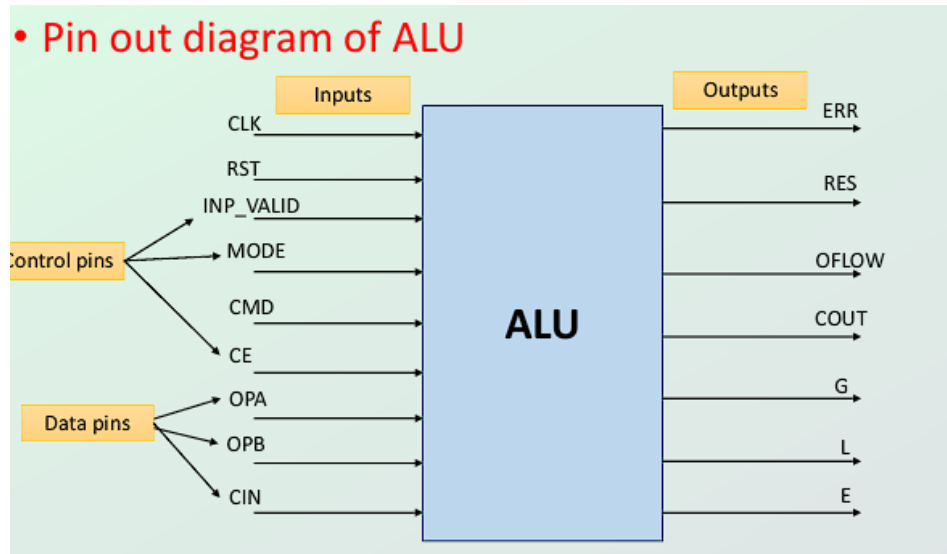 • Pin out diagram of ALU
Inputs
Outputs
CLK
RST
INP_VALID
MODE
CMD
CE
OPA
OPB
CIN
Control pins
Data pins
ALU
ERR
RES
OFLOW
COUT
G
L
E